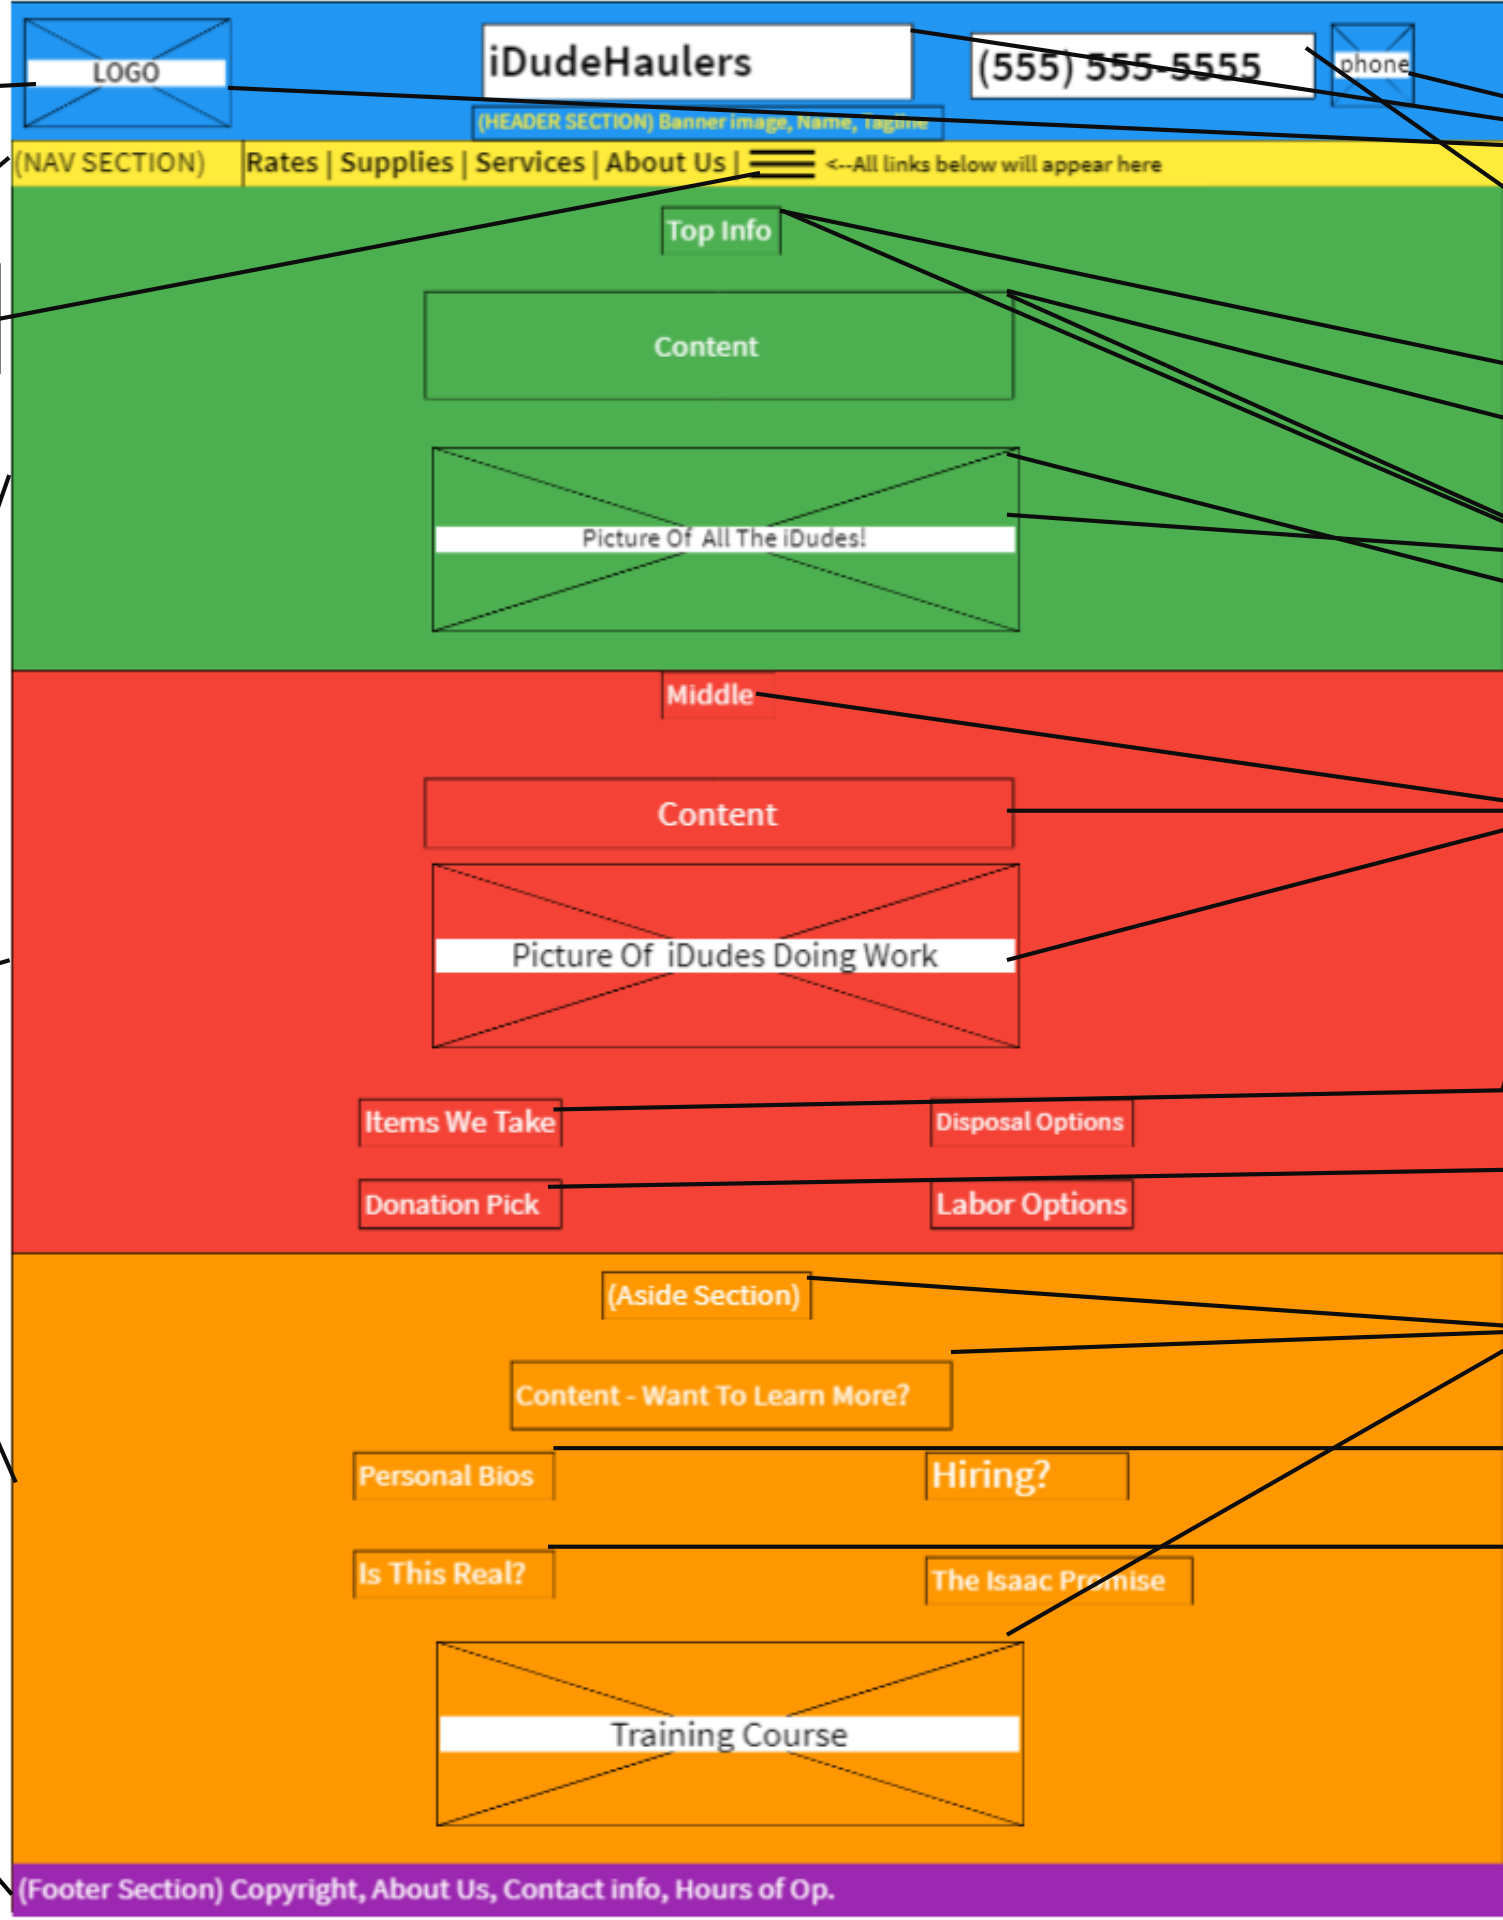 LOGO
iDudeHaulers
(555) 555-5555
phone
(HEADER SECTION) Banner image, Name, Tagline
(NAV SECTION)
Rates | Supplies | Services | About Us |
<--All links below will appear here
Top Info
Content
Picture Of All The iDudes!
Middle
Content
Picture Of iDudes Doing Work
Items We Take
Disposal Options
Donation Pick
Labor Options
(Aside Section)
Content - Want To Learn More?
Personal Bios
Hiring?
Is This Real?
The Isaac Promise
Training Course
(Footer Section) Copyright, About Us, Contact info, Hours of Op.